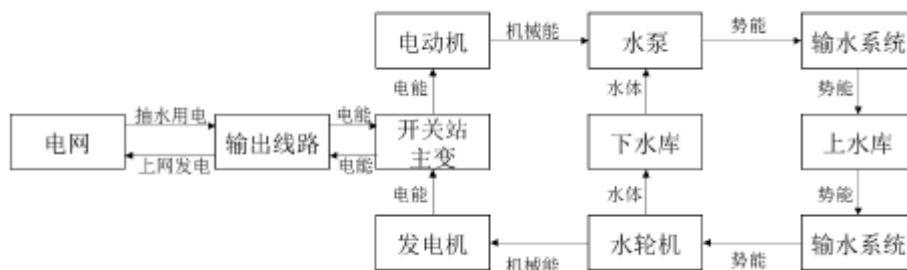 电动机
机械能
水泵
势能
输水系统
电能
水体
势能
电网
抽水用电
上网发电
输出线路
电能
电能
开关站
主变
下水库
上水库
电能
水体
势能
发电机
机械能
水轮机
势能
输水系统